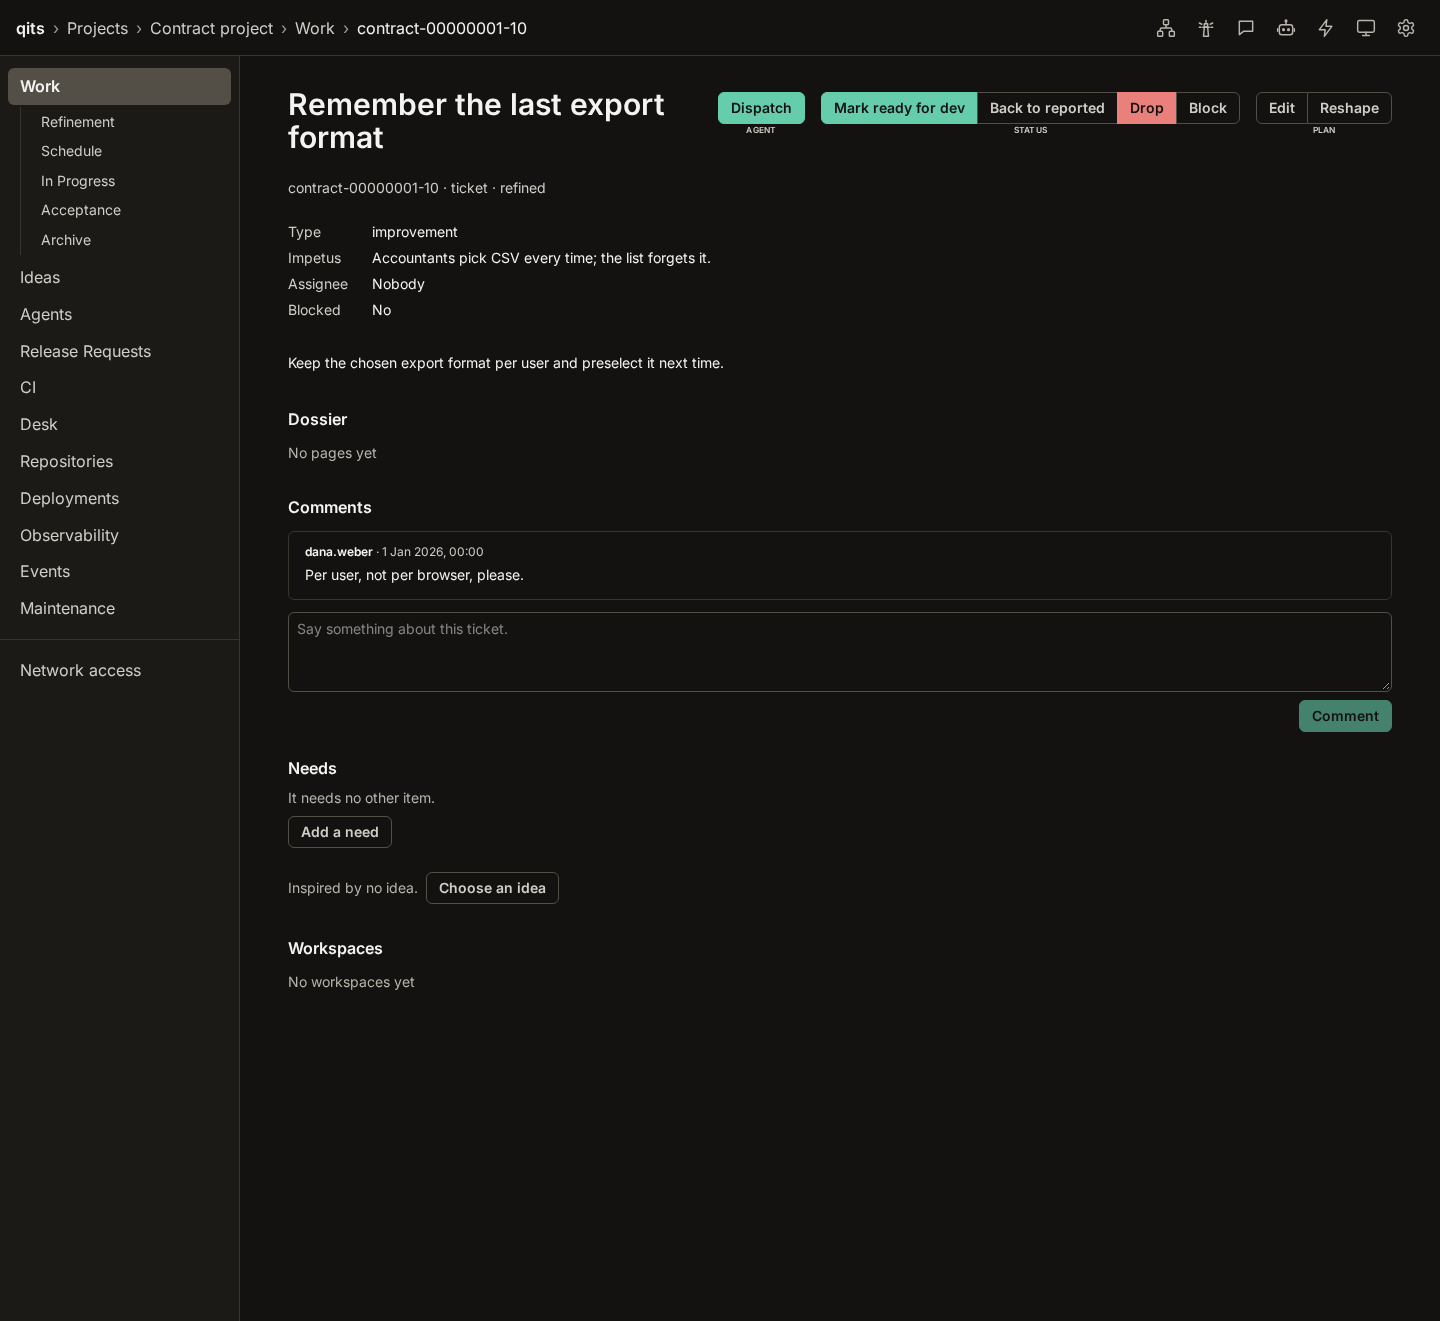 qits › Projects › Contract project › Work › contract-00000001-10
Work
Refinement
Schedule
In Progress
Acceptance
Archive
Ideas
Agents
Release Requests
CI
Desk
Repositories
Deployments
Observability
Events
Maintenance
Network access
Remember the last export
format
Dispatch
AGENT
Mark ready for dev
Back to reported
Drop
Block
STATUS
Edit
Reshape
PLAN
contract-00000001-10 · ticket · refined
Type improvement
Impetus Accountants pick CSV every time; the list forgets it.
Assignee Nobody
Blocked No
Keep the chosen export format per user and preselect it next time.
Dossier
No pages yet
Comments
dana.weber · 1 Jan 2026, 00:00
Per user, not per browser, please.
Say something about this ticket.
Comment
Needs
It needs no other item.
Add a need
Inspired by no idea. Choose an idea
Workspaces
No workspaces yet